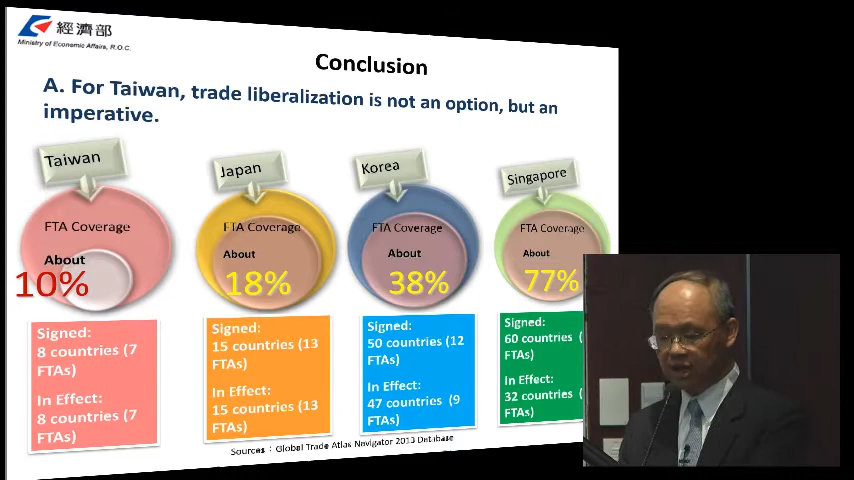 經濟部
Ministry of Economic Affairs, R.O.C.
Conclusion
A. For Taiwan, trade liberalization is not an option, but an
imperative.
Taiwan
FTA Coverage
About
10%
Signed:
8 countries (7
FTAs)
In Effect:
8 countries (7
FTAs)
Japan
FTA Coverage
About
18%
Signed:
15 countries (13
FTAs)
In Effect:
15 countries (13
FTAs)
Korea
FTA Coverage
About
38%
Signed:
50 countries (12
FTAs)
In Effect:
47 countries (9
FTAs)
Singapore
FTA Coverage
About
77%
Signed:
60 countries (
FTAs)
In Effect:
32 countries (
FTAs)
Sources：Global Trade Atlas Navigator 2013 Database